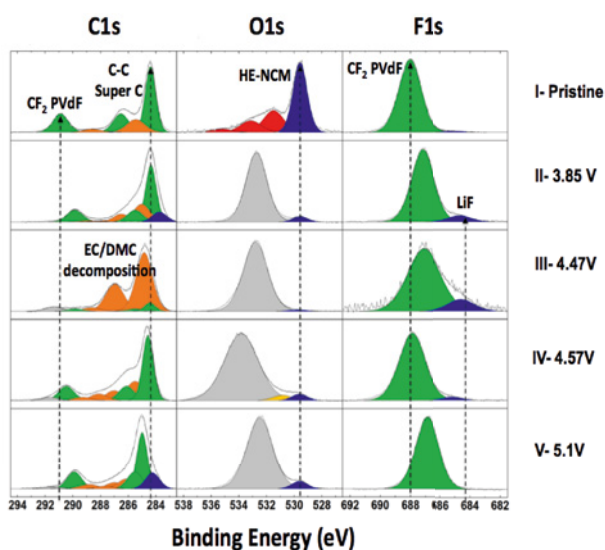 C1s O1s F1s
CF2 PVdF
C-C
Super C
HE-NCM
CF2 PVdF
I- Pristine
II- 3.85 V
LiF
EC/DMC
decomposition
III- 4.47V
IV- 4.57V
V- 5.1V
294 292 290 288 286 284 538 536 534 532 530 528 692 690 688 686 684 682
Binding Energy (eV)